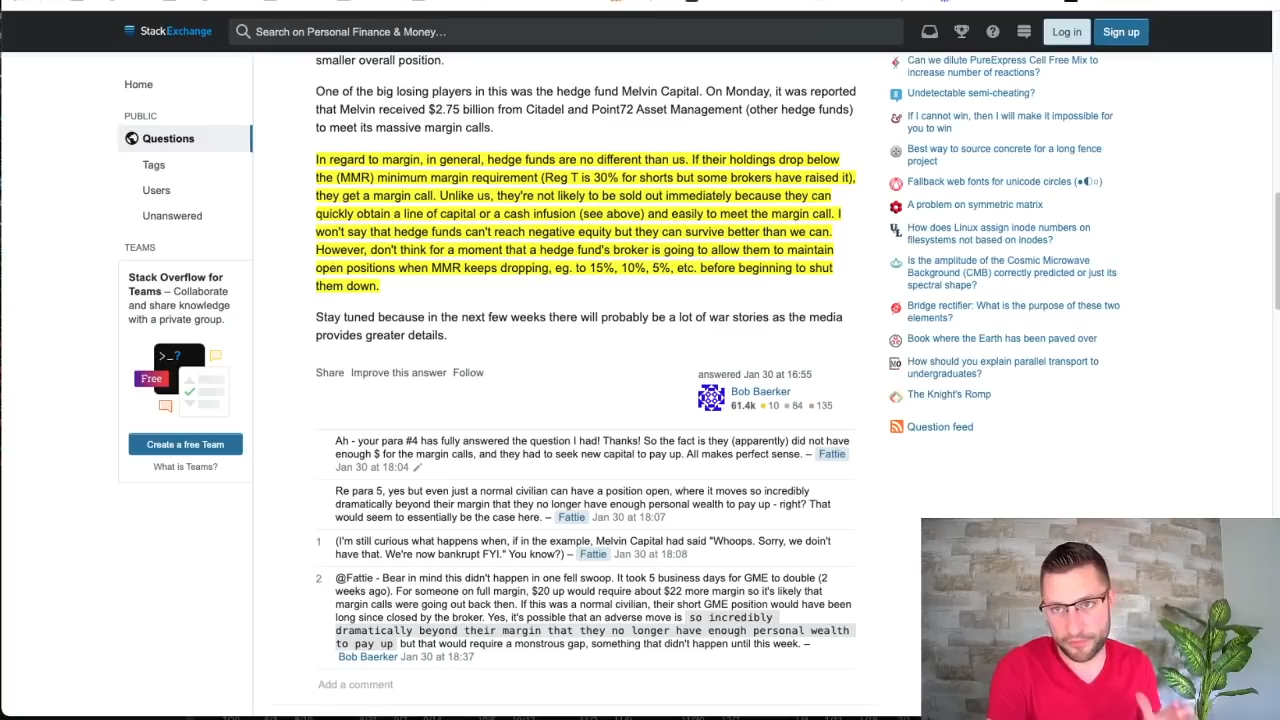 StackExchange
Search on Personal Finance & Money…
Log in
Sign up
Home
PUBLIC
Questions
Tags
Users
Unanswered
TEAMS
Stack Overflow for
Teams – Collaborate
and share knowledge
with a private group.
>_?
Free
Create a free Team
What is Teams?
smaller overall position.
One of the big losing players in this was the hedge fund Melvin Capital. On Monday, it was reported
that Melvin received $2.75 billion from Citadel and Point72 Asset Management (other hedge funds)
to meet its massive margin calls.
In regard to margin, in general, hedge funds are no different than us. If their holdings drop below
the (MMR) minimum margin requirement (Reg T is 30% for shorts but some brokers have raised it),
they get a margin call. Unlike us, they're not likely to be sold out immediately because they can
quickly obtain a line of capital or a cash infusion (see above) and easily to meet the margin call. I
won't say that hedge funds can't reach negative equity but they can survive better than we can.
However, don't think for a moment that a hedge fund's broker is going to allow them to maintain
open positions when MMR keeps dropping, eg. to 15%, 10%, 5%, etc. before beginning to shut
them down.
Stay tuned because in the next few weeks there will probably be a lot of war stories as the media
provides greater details.
Share Improve this answer Follow
answered Jan 30 at 16:55
Bob Baerker
61.4k 10 84 135
Ah - your para #4 has fully answered the question I had! Thanks! So the fact is they (apparently) did not have
enough $ for the margin calls, and they had to seek new capital to pay up. All makes perfect sense. – Fattie
Jan 30 at 18:04
Re para 5, yes but even just a normal civilian can have a position open, where it moves so incredibly
dramatically beyond their margin that they no longer have enough personal wealth to pay up - right? That
would seem to essentially be the case here. – Fattie Jan 30 at 18:07
1 (I'm still curious what happens when, if in the example, Melvin Capital had said "Whoops. Sorry, we doin't
have that. We're now bankrupt FYI." You know?) – Fattie Jan 30 at 18:08
2 @Fattie - Bear in mind this didn't happen in one fell swoop. It took 5 business days for GME to double (2
weeks ago). For someone on full margin, $20 up would require about $22 more margin so it's likely that
margin calls were going out back then. If this was a normal civilian, their short GME position would have been
long since closed by the broker. Yes, it's possible that an adverse move is so incredibly
dramatically beyond their margin that they no longer have enough personal wealth
to pay up but that would require a monstrous gap, something that didn't happen until this week. –
Bob Baerker Jan 30 at 18:37
Add a comment
Can we dilute PureExpress Cell Free Mix to
increase number of reactions?
Undetectable semi-cheating?
If I cannot win, then I will make it impossible for
you to win
Best way to source concrete for a long fence
project
Fallback web fonts for unicode circles (●◐○)
A problem on symmetric matrix
How does Linux assign inode numbers on
filesystems not based on inodes?
Is the amplitude of the Cosmic Microwave
Background (CMB) correctly predicted or just its
spectral shape?
Bridge rectifier: What is the purpose of these two
elements?
Book where the Earth has been paved over
How should you explain parallel transport to
undergraduates?
The Knight's Romp
Question feed